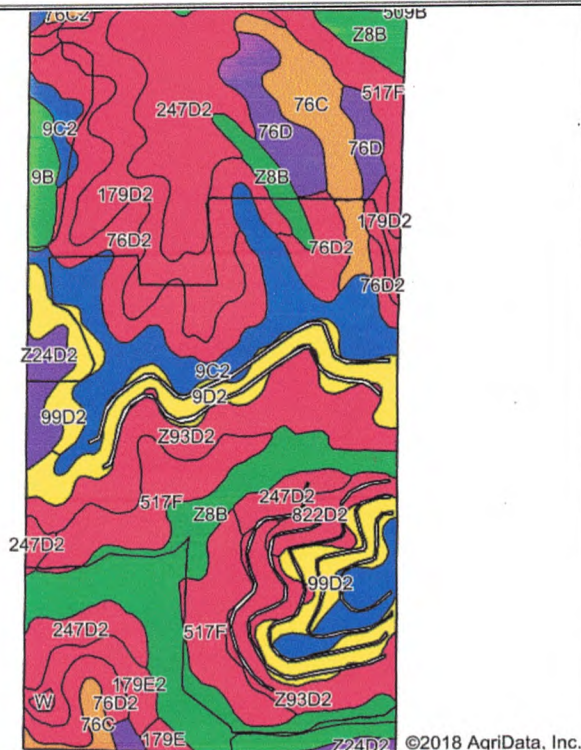 76C2
509B
Z8B
517F
76C
247D2
9C2
76D
76D
9B
Z8B
179D2
179D2
76D2
76D2
76D2
Z24D2
9C2
9D2
99D2
Z93D2
247D2
517F
Z8B
822D2
247D2
99D2
247D2
517F
179E2
W
76D2
Z93D2
76C
179E
Z24D2
©2018 AgriData, Inc.